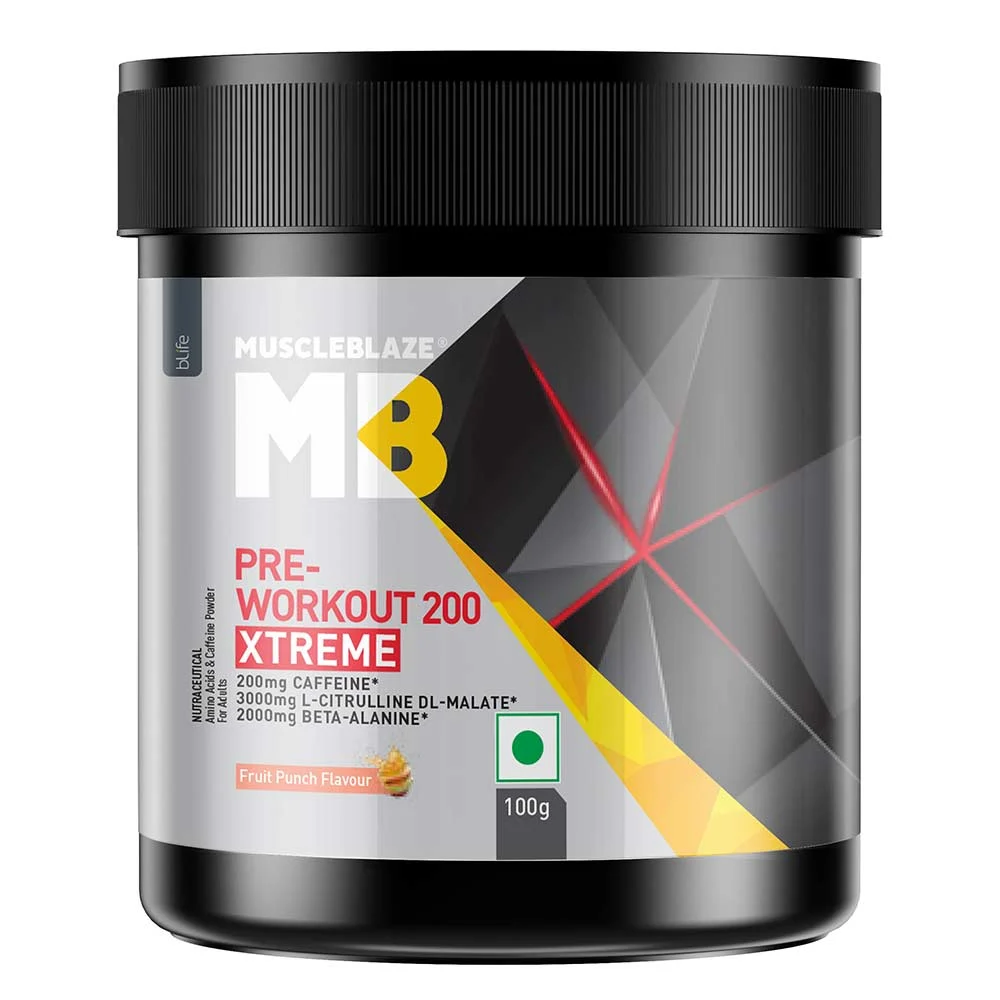 blife
MUSCLEBLAZE®
MB
PRE-
WORKOUT 200
XTREME
200mg CAFFEINE*
3000mg L-CITRULLINE DL-MALATE*
2000mg BETA-ALANINE*
NUTRACEUTICAL
Amino Acids & Caffeine Powder
For Adults
Fruit Punch Flavour
100g